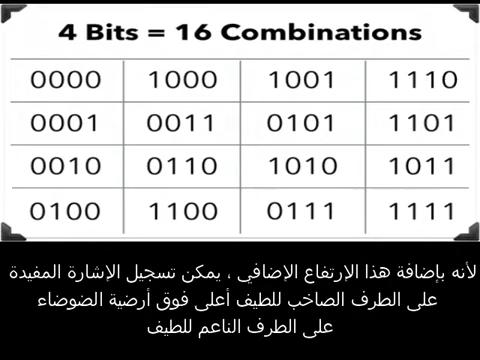 4 Bits = 16 Combinations
0000 1000 1001 1110
0001 0011 0101 1101
0010 0110 1010 1011
0100 1100 0111 1111
لأنه بإضافة هذا الإرتفاع الإضافي ، يمكن تسجيل الإشارة المفيدة
على الطرف الصاخب للطيف أعلى فوق أرضية الضوضاء
على الطرف الناعم للطيف